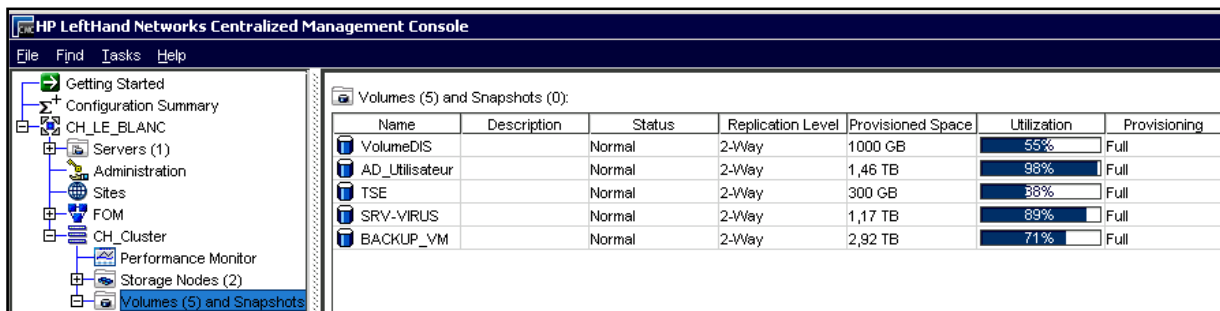 HP LeftHand Networks Centralized Management Console
File Find Tasks Help
Getting Started
Configuration Summary
CH_LE_BLANC
Servers (1)
Administration
Sites
FOM
CH_Cluster
Performance Monitor
Storage Nodes (2)
Volumes (5) and Snapshots
Volumes (5) and Snapshots (0):
Name Description Status Replication Level Provisioned Space Utilization Provisioning
VolumeDIS Normal 2-Way 1000 GB 55% Full
AD_Utilisateur Normal 2-Way 1,46 TB 98% Full
TSE Normal 2-Way 300 GB 38% Full
SRV-VIRUS Normal 2-Way 1,17 TB 89% Full
BACKUP_VM Normal 2-Way 2,92 TB 71% Full